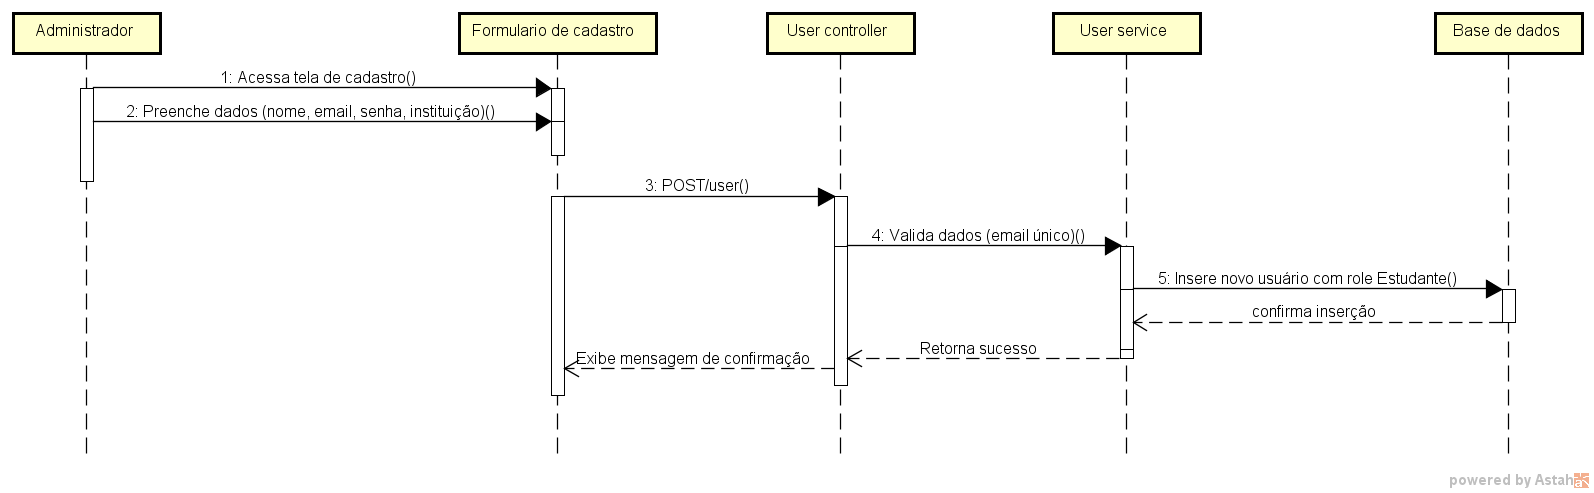 Administrador
Formulario de cadastro
User controller
User service
Base de dados
1: Acessa tela de cadastro()
2: Preenche dados (nome, email, senha, instituição)()
3: POST/user()
4: Valida dados (email único)()
5: Insere novo usuário com role Estudante()
confirma inserção
Retorna sucesso
Exibe mensagem de confirmação
powered by Astah